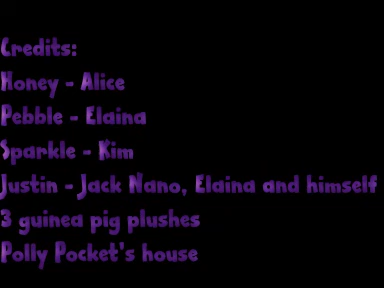 Credits:
Honey - Alice
Pebble - Elaina
Sparkle - Kim
Justin - Jack Nano, Elaina and himself
3 guinea pig plushes
Polly Pocket's house